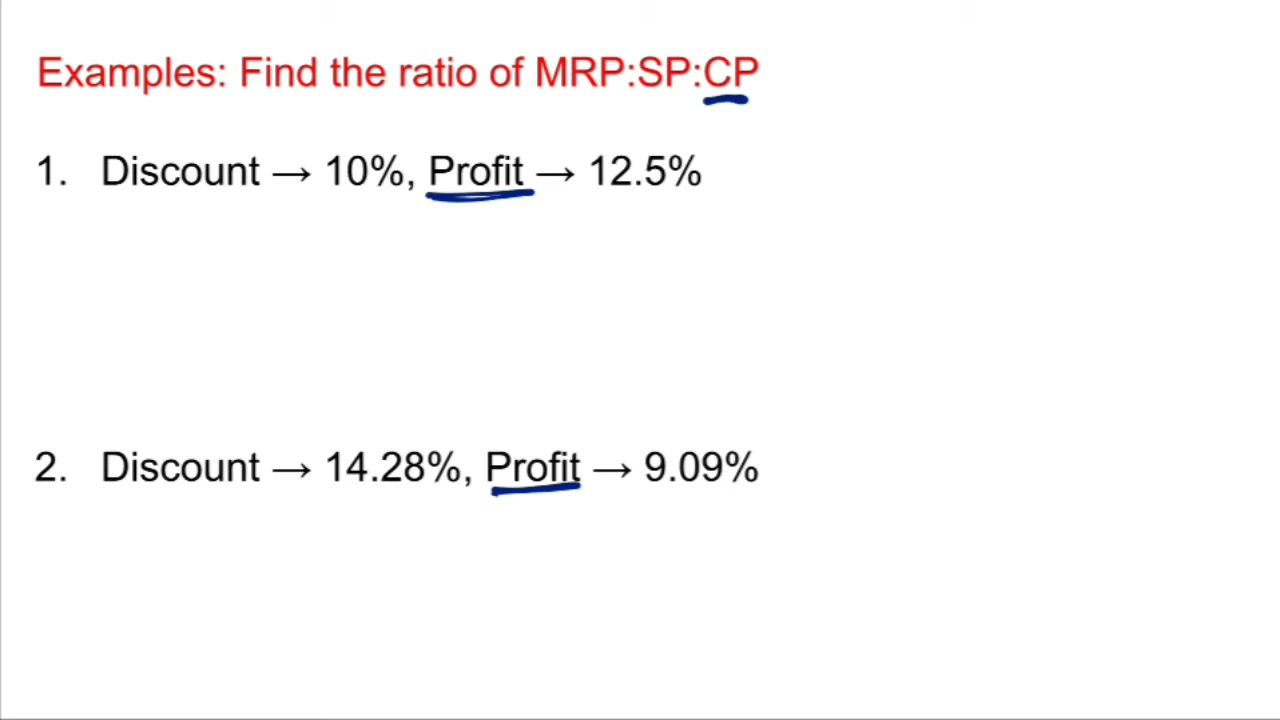 Examples: Find the ratio of MRP:SP:CP
1. Discount → 10%, Profit → 12.5%
2. Discount → 14.28%, Profit → 9.09%